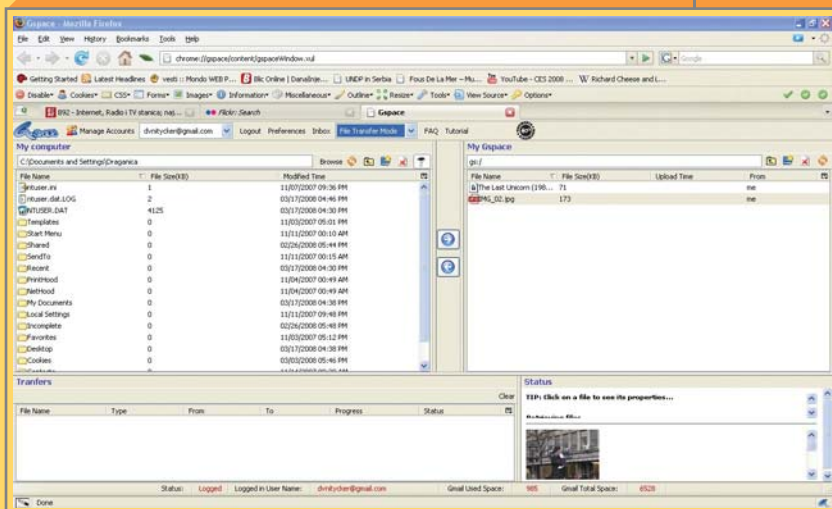 Gspace - Mozilla Firefox
File Edit View History Bookmarks Tools Help
chrome://gspace/content/gspaceWindow.xul
Getting Started Latest Headlines vesti :: Mondo WEB P... Blic Online | Današnje... UNDP in Serbia Fous De La Mer – Mu... YouTube - CES 2008 ... Richard Cheese and L...
Disable Cookies CSS Forms Images Information Miscellaneous Outline Resize Tools View Source Options
B92 - Internet, Radio i TV stanica; naj... Flickr: Search Gspace
Manage Accounts dvnitycker@gmail.com Logout Preferences Inbox File Transfer Mode FAQ Tutorial
My computer My Gspace
C:\Documents and Settings\Draganica Browse gs:/
File Name File Size(KB) Modified Time File Name File Size(KB) Upload Time From
ntuser.ini 1 11/07/2007 09:36 PM The Last Unicorn (198... 71 me
ntuser.dat.LOG 2 03/17/2008 04:46 PM IMG_02.jpg 173 me
NTUSER.DAT 4125 03/17/2008 04:30 PM
Templates 0 11/03/2007 05:01 PM
Start Menu 0 11/11/2007 00:10 AM
Shared 0 02/26/2008 05:44 PM
SendTo 0 11/11/2007 00:15 AM
Recent 0 03/17/2008 04:30 PM
PrintHood 0 11/04/2007 00:49 AM
NetHood 0 11/04/2007 00:49 AM
My Documents 0 03/17/2008 04:38 PM
Local Settings 0 11/11/2007 09:48 PM
Incomplete 0 02/26/2008 05:48 PM
Favorites 0 11/03/2007 05:12 PM
Desktop 0 03/17/2008 04:38 PM
Cookies 0 03/03/2008 05:46 PM
Tranfers Status
Clear TIP: Click on a file to see its properties...
File Name Type From To Progress Status
Retrieving files
Status: Logged Logged in User Name: dvnitycker@gmail.com Gmail Used Space: 985 Gmail Total Space: 6528
Done